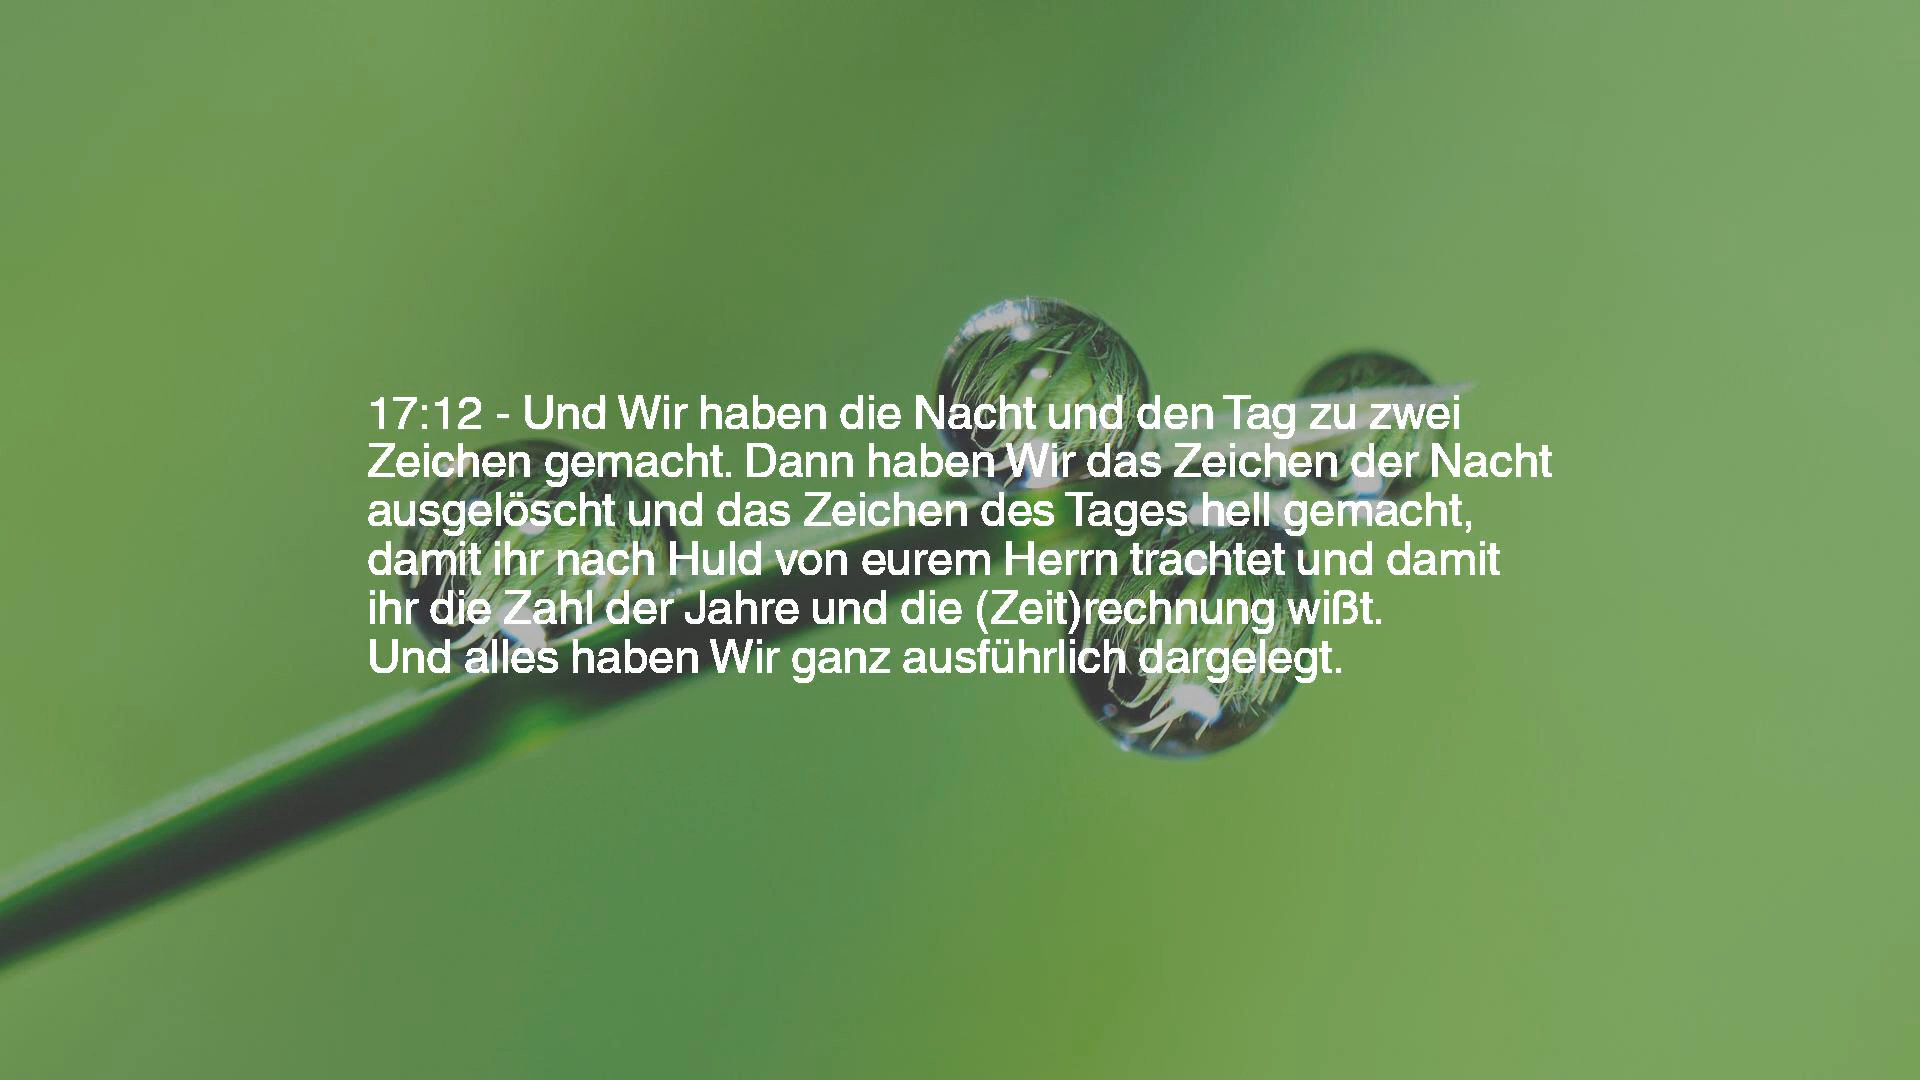 17:12 - Und Wir haben die Nacht und den Tag zu zwei
Zeichen gemacht. Dann haben Wir das Zeichen der Nacht
ausgelöscht und das Zeichen des Tages hell gemacht,
damit ihr nach Huld von eurem Herrn trachtet und damit
ihr die Zahl der Jahre und die (Zeit)rechnung wißt.
Und alles haben Wir ganz ausführlich dargelegt.